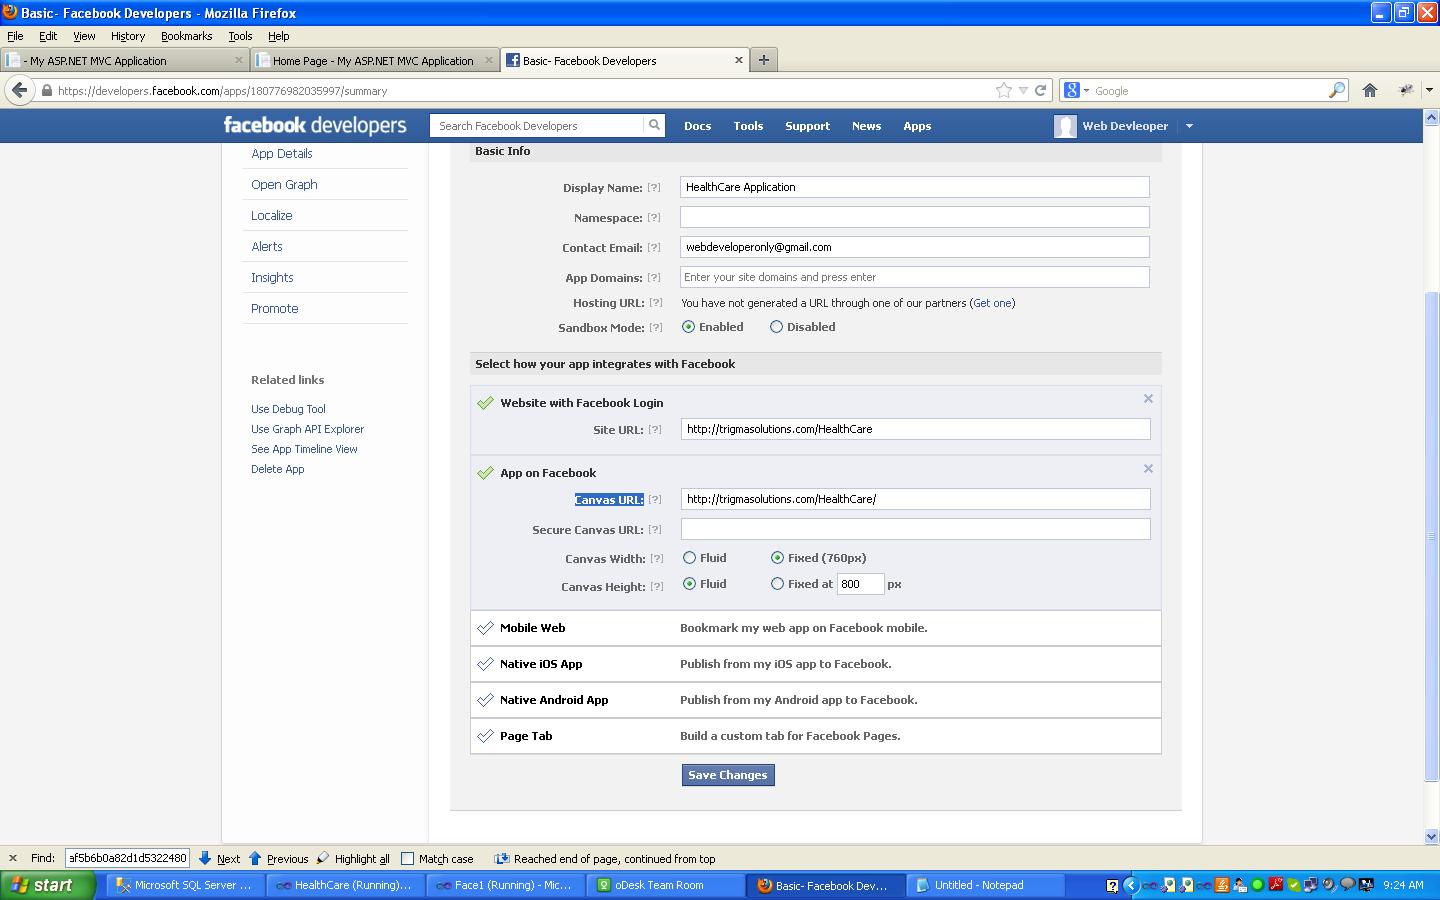 Basic- Facebook Developers - Mozilla Firefox
File Edit View History Bookmarks Tools Help
- My ASP.NET MVC Application
Home Page - My ASP.NET MVC Application
Basic- Facebook Developers
https://developers.facebook.com/apps/180776982035997/summary
Google
facebook developers
Search Facebook Developers
Docs Tools Support News Apps
Web Devleoper
App Details
Open Graph
Localize
Alerts
Insights
Promote
Related links
Use Debug Tool
Use Graph API Explorer
See App Timeline View
Delete App
Basic Info
Display Name: [?] HealthCare Application
Namespace: [?]
Contact Email: [?] webdeveloperonly@gmail.com
App Domains: [?] Enter your site domains and press enter
Hosting URL: [?] You have not generated a URL through one of our partners (Get one)
Sandbox Mode: [?] Enabled Disabled
Select how your app integrates with Facebook
Website with Facebook Login
Site URL: [?] http://trigmasolutions.com/HealthCare
App on Facebook
Canvas URL: [?] http://trigmasolutions.com/HealthCare/
Secure Canvas URL: [?]
Canvas Width: [?] Fluid Fixed (760px)
Canvas Height: [?] Fluid Fixed at 800 px
Mobile Web Bookmark my web app on Facebook mobile.
Native iOS App Publish from my iOS app to Facebook.
Native Android App Publish from my Android app to Facebook.
Page Tab Build a custom tab for Facebook Pages.
Save Changes
Find: af5b6b0a82d1d5322480 Next Previous Highlight all Match case Reached end of page, continued from top
start
Microsoft SQL Server ...
HealthCare (Running)...
Face1 (Running) - Mic...
oDesk Team Room
Basic- Facebook Dev...
Untitled - Notepad
9:24 AM